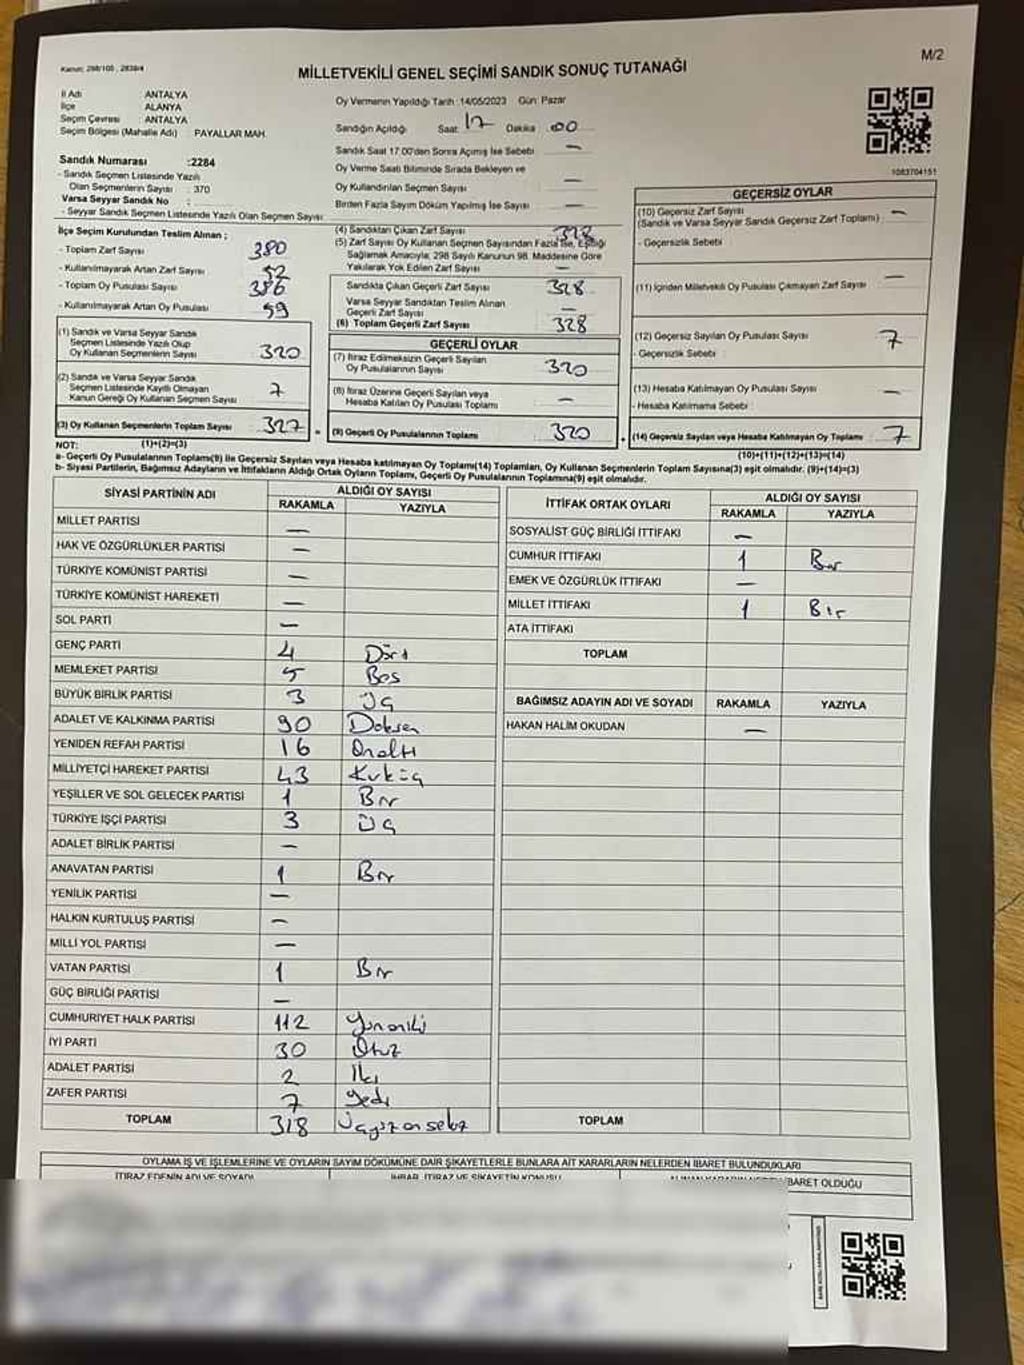 M/2
Kanun: 298/105 , 2839/4
MİLLETVEKİLİ GENEL SEÇİMİ SANDIK SONUÇ TUTANAĞI
İl Adı : ANTALYA
İlçe : ALANYA
Seçim Çevresi : ANTALYA
Seçim Bölgesi (Mahalle Adı) : PAYALLAR MAH.
Sandık Numarası :2284
- Sandık Seçmen Listesinde Yazılı
Olan Seçmenlerin Sayısı : 370
Varsa Seyyar Sandık No :
- Seyyar Sandık Seçmen Listesinde Yazılı Olan Seçmen Sayısı :
İlçe Seçim Kurulundan Teslim Alınan ;
- Toplam Zarf Sayısı 380
- Kullanılmayarak Artan Zarf Sayısı 52
- Toplam Oy Pusulası Sayısı 386
- Kullanılmayarak Artan Oy Pusulası 59
(1) Sandık ve Varsa Seyyar Sandık
Seçmen Listesinde Yazılı Olup
Oy Kullanan Seçmenlerin Sayısı 320
(2) Sandık ve Varsa Seyyar Sandık
Seçmen Listesinde Kayıtlı Olmayan
Kanun Gereği Oy Kullanan Seçmen Sayısı 7
(3) Oy Kullanan Seçmenlerin Toplam Sayısı 327 =
Oy Vermenin Yapıldığı Tarih :14/05/2023 Gün: Pazar
Sandığın Açıldığı Saat: 17 Dakika :00
Sandık Saat 17:00'den Sonra Açımış İse Sebebi : —
Oy Verme Saati Bitiminde Sırada Bekleyen ve
Oy Kullandırılan Seçmen Sayısı —
Birden Fazla Sayım Döküm Yapılmış İse Sayısı —
(4) Sandıktan Çıkan Zarf Sayısı 328
(5) Zarf Sayısı Oy Kullanan Seçmen Sayısından Fazla İse, Eşitliği
Sağlamak Amacıyla; 298 Sayılı Kanunun 98. Maddesine Göre
Yakılarak Yok Edilen Zarf Sayısı —
Sandıkta Çıkan Geçerli Zarf Sayısı 328
Varsa Seyyar Sandıktan Teslim Alınan
Geçerli Zarf Sayısı —
(6) Toplam Geçerli Zarf Sayısı 328
GEÇERLİ OYLAR
(7) İtiraz Edilmeksizin Geçerli Sayılan
Oy Pusulalarının Sayısı 320
(8) İtiraz Üzerine Geçerli Sayılan veya
Hesaba Katılan Oy Pusulası Toplamı —
(9) Geçerli Oy Pusulalarının Toplamı 320 +
1083704151
GEÇERSİZ OYLAR
(10) Geçersiz Zarf Sayısı —
(Sandık ve Varsa Seyyar Sandık Geçersiz Zarf Toplamı) :
- Geçersizlik Sebebi :
(11) İçinden Milletvekili Oy Pusulası Çıkmayan Zarf Sayısı —
(12) Geçersiz Sayılan Oy Pusulası Sayısı : 7
- Geçersizlik Sebebi :
(13) Hesaba Katılmayan Oy Pusulası Sayısı : —
- Hesaba Katılmama Sebebi :
(14) Geçersiz Sayılan veya Hesaba Katılmayan Oy Toplamı 7
NOT: (1)+(2)=(3) (10)+(11)+(12)+(13)=(14)
a- Geçerli Oy Pusulalarının Toplamı(9) ile Geçersiz Sayılan veya Hesaba katılmayan Oy Toplamı(14) Toplamları, Oy Kullanan Seçmenlerin Toplam Sayısına(3) eşit olmalıdır. (9)+(14)=(3)
b- Siyasi Partilerin, Bağımsız Adayların ve İttifakların Aldığı Ortak Oyların Toplamı, Geçerli Oy Pusulalarının Toplamına(9) eşit olmalıdır.
SİYASİ PARTİNİN ADI ALDIĞI OY SAYISI
RAKAMLA YAZIYLA
MİLLET PARTİSİ —
HAK VE ÖZGÜRLÜKLER PARTİSİ —
TÜRKİYE KOMÜNİST PARTİSİ —
TÜRKİYE KOMÜNİST HAREKETİ —
SOL PARTİ —
GENÇ PARTİ 4 Dört
MEMLEKET PARTİSİ 5 Beş
BÜYÜK BİRLİK PARTİSİ 3 Üç
ADALET VE KALKINMA PARTİSİ 90 Doksan
YENİDEN REFAH PARTİSİ 16 Onaltı
MİLLİYETÇİ HAREKET PARTİSİ 43 Kırküç
YEŞİLLER VE SOL GELECEK PARTİSİ 1 Bir
TÜRKİYE İŞÇİ PARTİSİ 3 Üç
ADALET BİRLİK PARTİSİ —
ANAVATAN PARTİSİ 1 Bir
YENİLİK PARTİSİ —
HALKIN KURTULUŞ PARTİSİ —
MİLLİ YOL PARTİSİ —
VATAN PARTİSİ 1 Bir
GÜÇ BİRLİĞİ PARTİSİ —
CUMHURİYET HALK PARTİSİ 112 Yüzoniki
İYİ PARTİ 30 Otuz
ADALET PARTİSİ 2 İki
ZAFER PARTİSİ 7 Yedi
TOPLAM 318
İTTİFAK ORTAK OYLARI ALDIĞI OY SAYISI
RAKAMLA YAZIYLA
SOSYALİST GÜÇ BİRLİĞİ İTTİFAKI —
CUMHUR İTTİFAKI 1 Bir
EMEK VE ÖZGÜRLÜK İTTİFAKI —
MİLLET İTTİFAKI 1 Bir
ATA İTTİFAKI
TOPLAM
BAĞIMSIZ ADAYIN ADI VE SOYADI RAKAMLA YAZIYLA
HAKAN HALİM OKUDAN —
TOPLAM
OYLAMA İŞ VE İŞLEMLERİNE VE OYLARIN SAYIM DÖKÜMÜNE DAİR ŞİKAYETLERLE BUNLARA AİT KARARLARIN NELERDEN İBARET BULUNDUKLARI
İTİRAZ EDENİN ADI VE SOYADI İHBAR, İTİRAZ VE ŞİKAYETİN KONUSU İBARET OLDUĞU